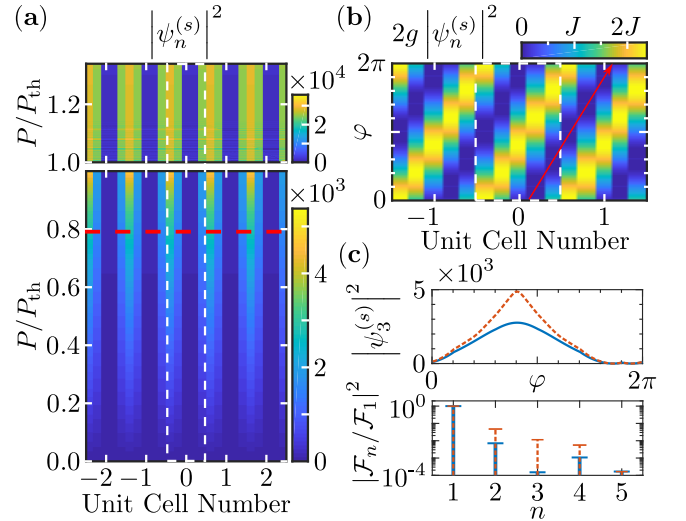 (a)
|ψ_n^(s)|^2
P/P_th
1.2
1.0
×10^4
2
0
P/P_th
0.8
0.6
0.4
0.2
0.0
×10^3
4
2
0
−2 −1 0 1 2
Unit Cell Number
(b) 2g |ψ_n^(s)|^2
0 J 2J
2π
φ
0
−1 0 1
Unit Cell Number
(c)
×10^3
|ψ_3^(s)|^2
5
0
0 φ 2π
|F_n/F_1|^2
10^0
10^-4
1 2 3 4 5
n